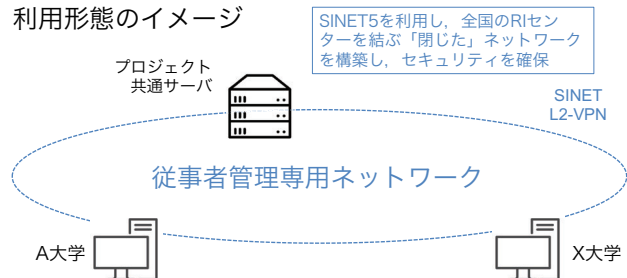 利用形態のイメージ
SINET5を利用し，全国のRIセン
ターを結ぶ「閉じた」ネットワーク
を構築し，セキュリティを確保
プロジェクト
共通サーバ
SINET
L2-VPN
従事者管理専用ネットワーク
A大学
X大学